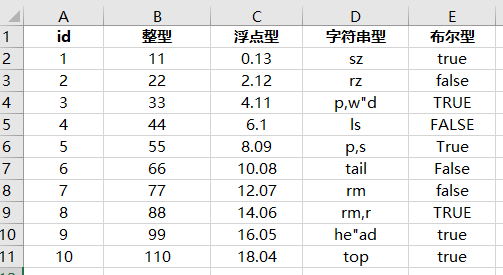 A B C D E
1 id 整型 浮点型 字符串型 布尔型
2 1 11 0.13 sz true
3 2 22 2.12 rz false
4 3 33 4.11 p,w"d TRUE
5 4 44 6.1 ls FALSE
6 5 55 8.09 p,s True
7 6 66 10.08 tail False
8 7 77 12.07 rm false
9 8 88 14.06 rm,r TRUE
10 9 99 16.05 he"ad true
11 10 110 18.04 top true